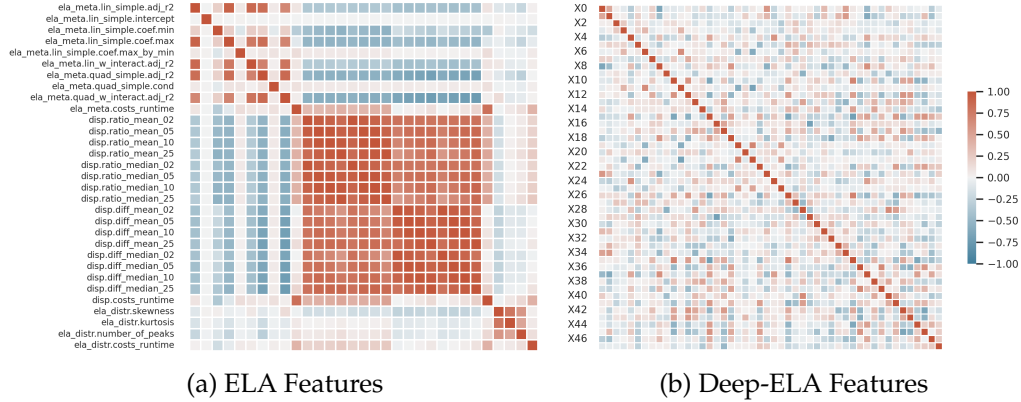 ela_meta.lin_simple.adj_r2
ela_meta.lin_simple.intercept
ela_meta.lin_simple.coef.min
ela_meta.lin_simple.coef.max
ela_meta.lin_simple.coef.max_by_min
ela_meta.lin_w_interact.adj_r2
ela_meta.quad_simple.adj_r2
ela_meta.quad_simple.cond
ela_meta.quad_w_interact.adj_r2
ela_meta.costs_runtime
disp.ratio_mean_02
disp.ratio_mean_05
disp.ratio_mean_10
disp.ratio_mean_25
disp.ratio_median_02
disp.ratio_median_05
disp.ratio_median_10
disp.ratio_median_25
disp.diff_mean_02
disp.diff_mean_05
disp.diff_mean_10
disp.diff_mean_25
disp.diff_median_02
disp.diff_median_05
disp.diff_median_10
disp.diff_median_25
disp.costs_runtime
ela_distr.skewness
ela_distr.kurtosis
ela_distr.number_of_peaks
ela_distr.costs_runtime
(a) ELA Features
X0
X2
X4
X6
X8
X10
X12
X14
X16
X18
X20
X22
X24
X26
X28
X30
X32
X34
X36
X38
X40
X42
X44
X46
(b) Deep-ELA Features
1.00
0.75
0.50
0.25
0.00
−0.25
−0.50
−0.75
−1.00